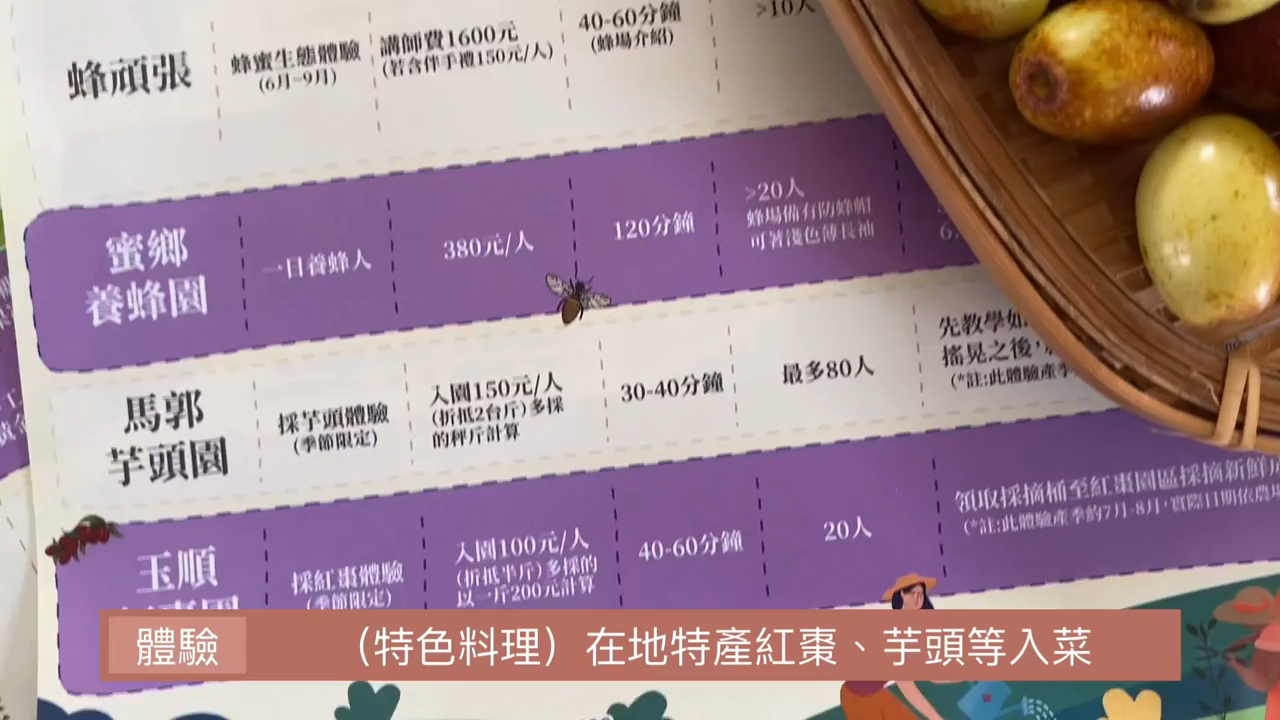 蜂頑張
蜂蜜生態體驗
(6月~9月)
講師費1600元
(若含伴手禮150元/人)
40-60分鐘
(蜂場介紹)
>10人
蜜鄉
養蜂園
一日養蜂人
380元/人
120分鐘
>20人
蜂場備有防蜂帽
可著淺色薄長袖
馬郭
芋頭園
採芋頭體驗
(季節限定)
入園150元/人
(折抵2台斤)多採
的秤斤計算
30-40分鐘
最多80人
先教學如
搖晃之後,
(*註:此體驗產季
玉順
採紅棗體驗
(季節限定)
入園100元/人
(折抵半斤)多採的
以一斤200元計算
40-60分鐘
20人
領取採摘桶至紅棗園區採摘新鮮
(*註:此體驗產季約7月-8月,實際日期依農場
體驗
（特色料理）在地特產紅棗、芋頭等入菜